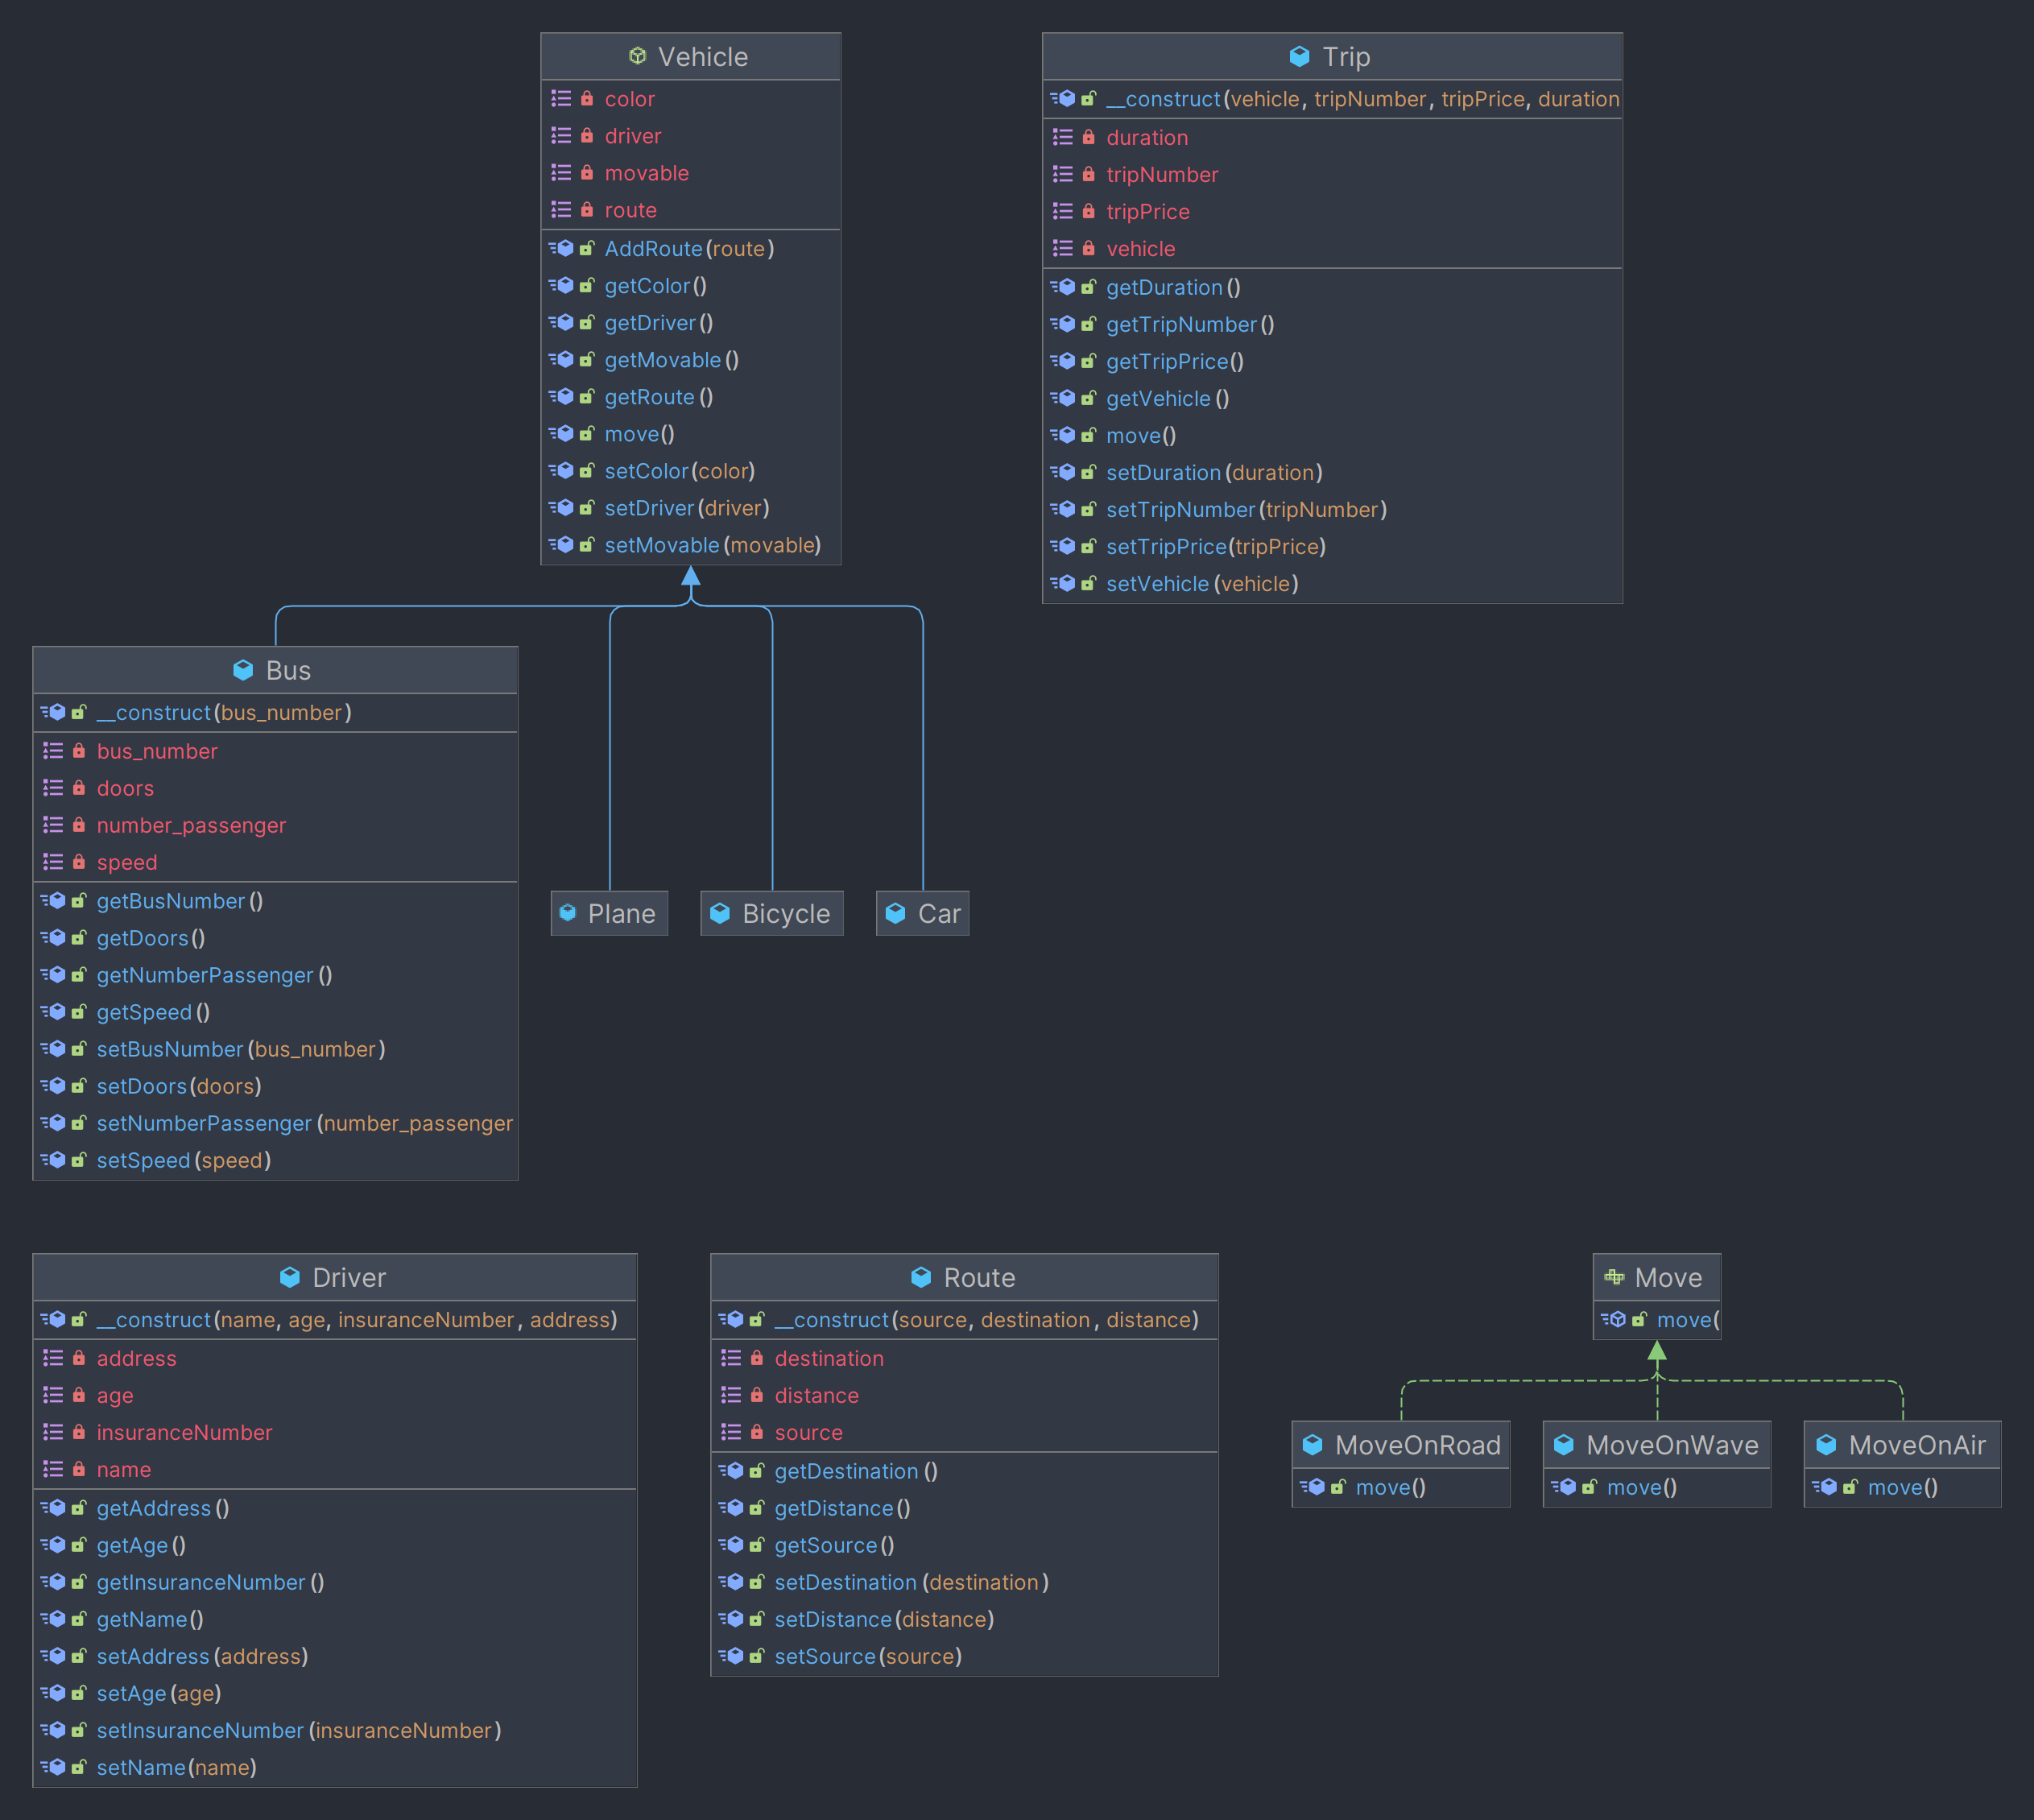 Vehicle
color
driver
movable
route
AddRoute(route)
getColor()
getDriver()
getMovable()
getRoute()
move()
setColor(color)
setDriver(driver)
setMovable(movable)
Trip
__construct(vehicle, tripNumber, tripPrice, duration
duration
tripNumber
tripPrice
vehicle
getDuration()
getTripNumber()
getTripPrice()
getVehicle()
move()
setDuration(duration)
setTripNumber(tripNumber)
setTripPrice(tripPrice)
setVehicle(vehicle)
Bus
__construct(bus_number)
bus_number
doors
number_passenger
speed
getBusNumber()
getDoors()
getNumberPassenger()
getSpeed()
setBusNumber(bus_number)
setDoors(doors)
setNumberPassenger(number_passenger
setSpeed(speed)
Plane
Bicycle
Car
Driver
__construct(name, age, insuranceNumber, address)
address
age
insuranceNumber
name
getAddress()
getAge()
getInsuranceNumber()
getName()
setAddress(address)
setAge(age)
setInsuranceNumber(insuranceNumber)
setName(name)
Route
__construct(source, destination, distance)
destination
distance
source
getDestination()
getDistance()
getSource()
setDestination(destination)
setDistance(distance)
setSource(source)
Move
move(
MoveOnRoad
move()
MoveOnWave
move()
MoveOnAir
move()